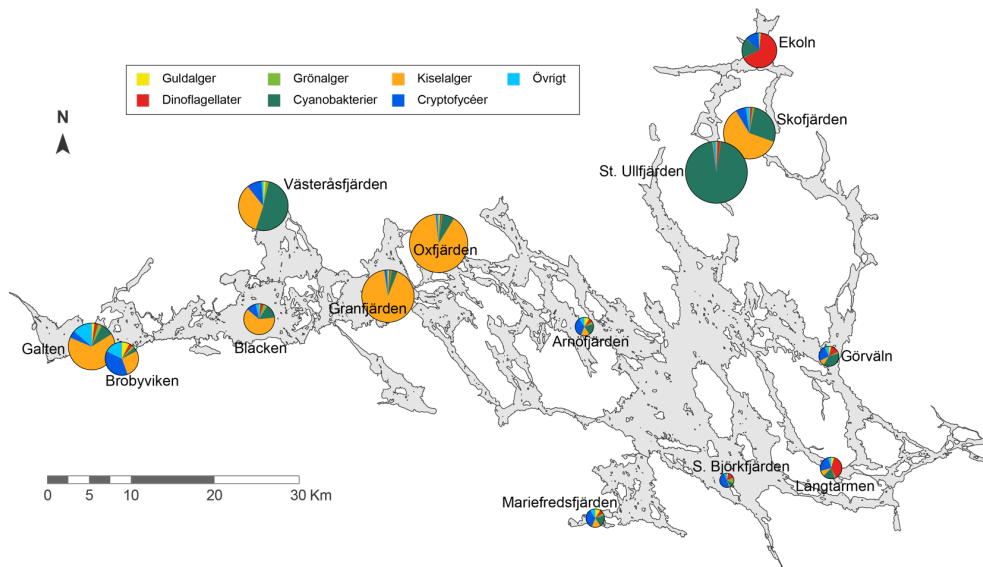 Ekoln
Guldalger Grönalger Kiselalger Övrigt
Dinoflagellater Cyanobakterier Cryptofycéer
N
Skofjärden
St. Ullfjärden
Västeråsfjärden
Oxfjärden
Granfjärden
Blacken
Arnöfjärden
Galten
Görväln
Brobyviken
S. Björkfjärden
Långtarmen
0 5 10 20 30 Km
Mariefredsfjärden